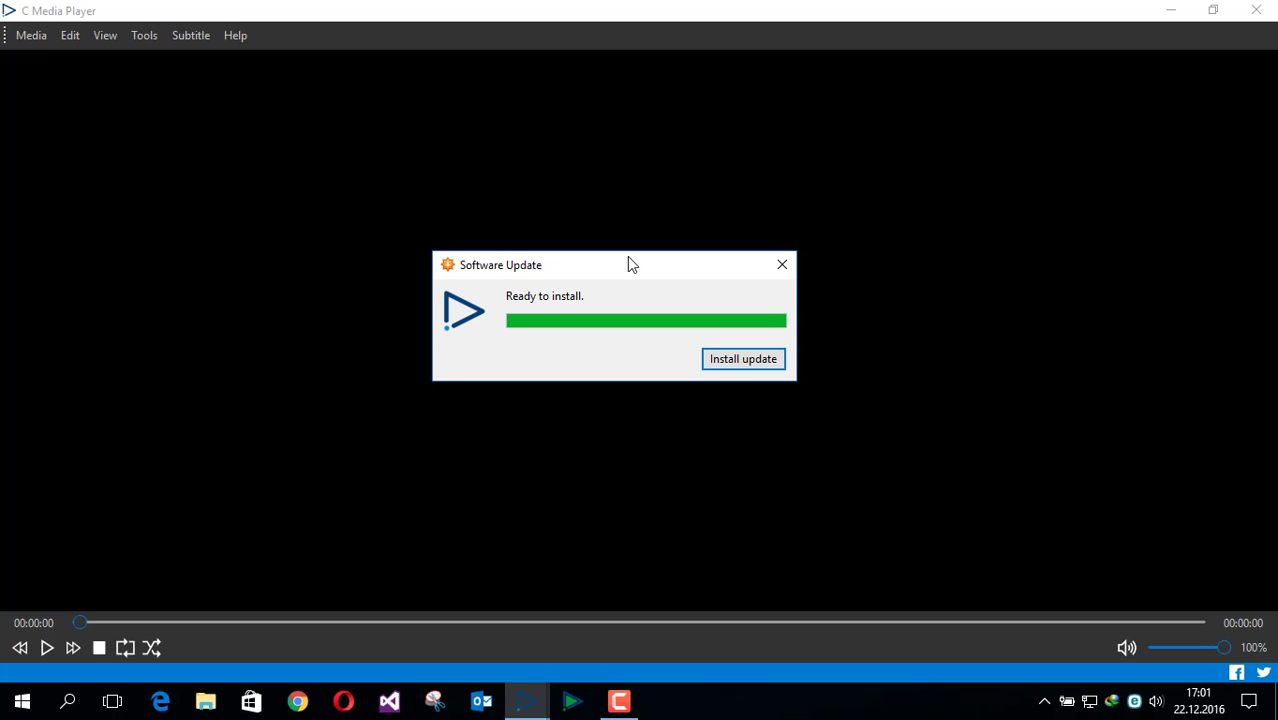 C Media Player
Media Edit View Tools Subtitle Help
Software Update
Ready to install.
Install update
00:00:00 00:00:00
100%
17:01
22.12.2016